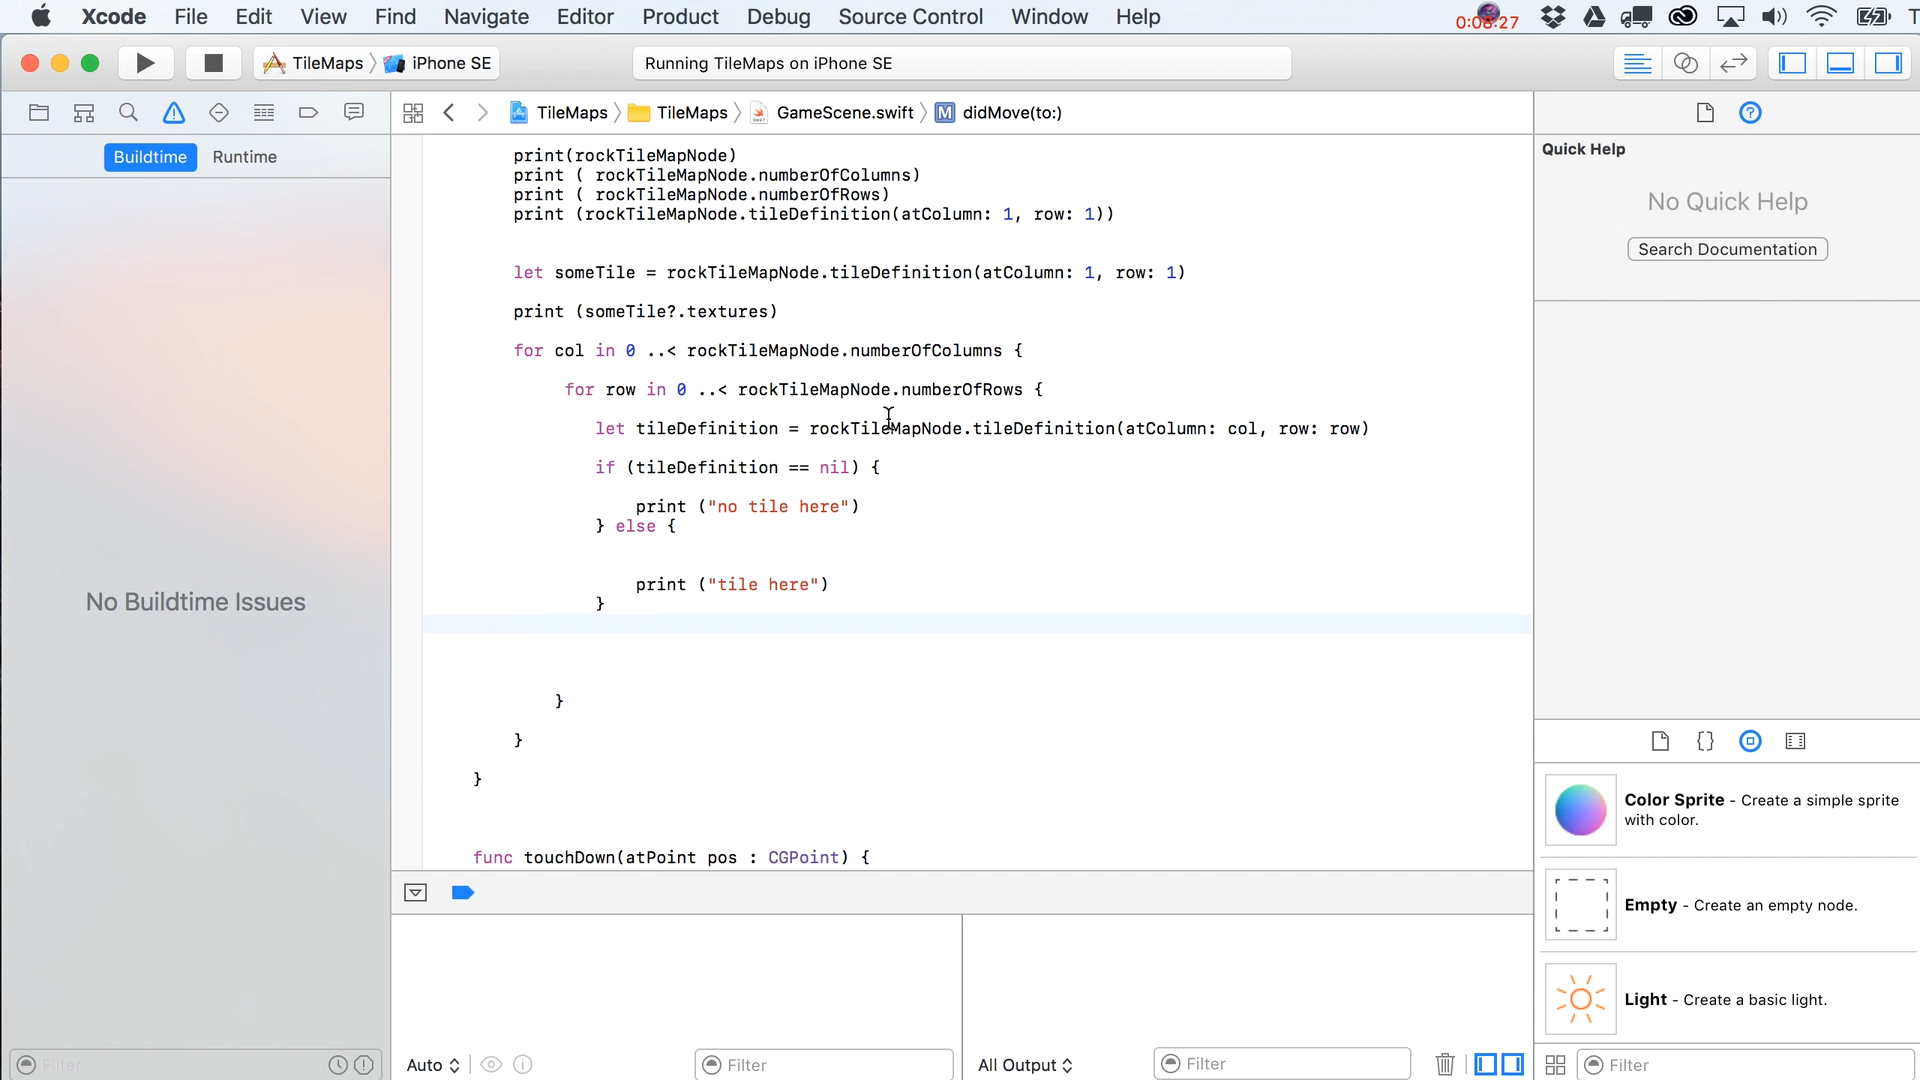 Xcode File Edit View Find Navigate Editor Product Debug Source Control Window Help 0:08:27
TileMaps iPhone SE Running TileMaps on iPhone SE
TileMaps TileMaps GameScene.swift M didMove(to:)
Buildtime Runtime
No Buildtime Issues
Filter
print(rockTileMapNode)
print ( rockTileMapNode.numberOfColumns)
print ( rockTileMapNode.numberOfRows)
print (rockTileMapNode.tileDefinition(atColumn: 1, row: 1))
let someTile = rockTileMapNode.tileDefinition(atColumn: 1, row: 1)
print (someTile?.textures)
for col in 0 ..< rockTileMapNode.numberOfColumns {
for row in 0 ..< rockTileMapNode.numberOfRows {
let tileDefinition = rockTileMapNode.tileDefinition(atColumn: col, row: row)
if (tileDefinition == nil) {
print ("no tile here")
} else {
print ("tile here")
}
}
}
}
func touchDown(atPoint pos : CGPoint) {
Auto Filter
All Output Filter
Quick Help
No Quick Help
Search Documentation
{}
Color Sprite - Create a simple sprite
with color.
Empty - Create an empty node.
Light - Create a basic light.
Filter